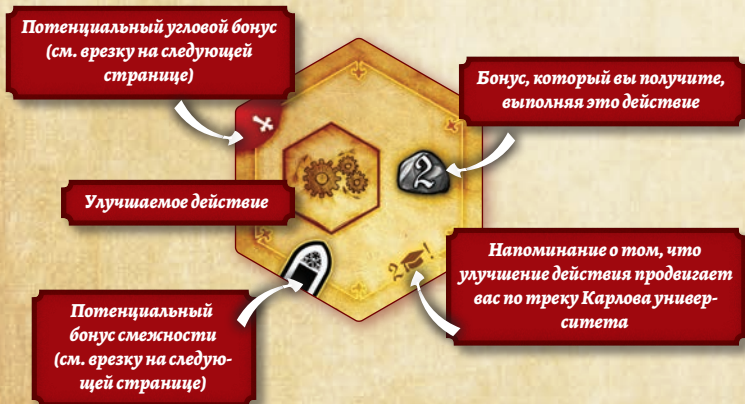 Потенциальный угловой бонус
(см. врезку на следующей
странице)
Бонус, который вы получите,
выполняя это действие
2
Улучшаемое действие
2 !
Напоминание о том, что
улучшение действия продвигает
вас по треку Карлова универ-
ситета
Потенциальный
бонус смежности
(см. врезку на следую-
щей странице)